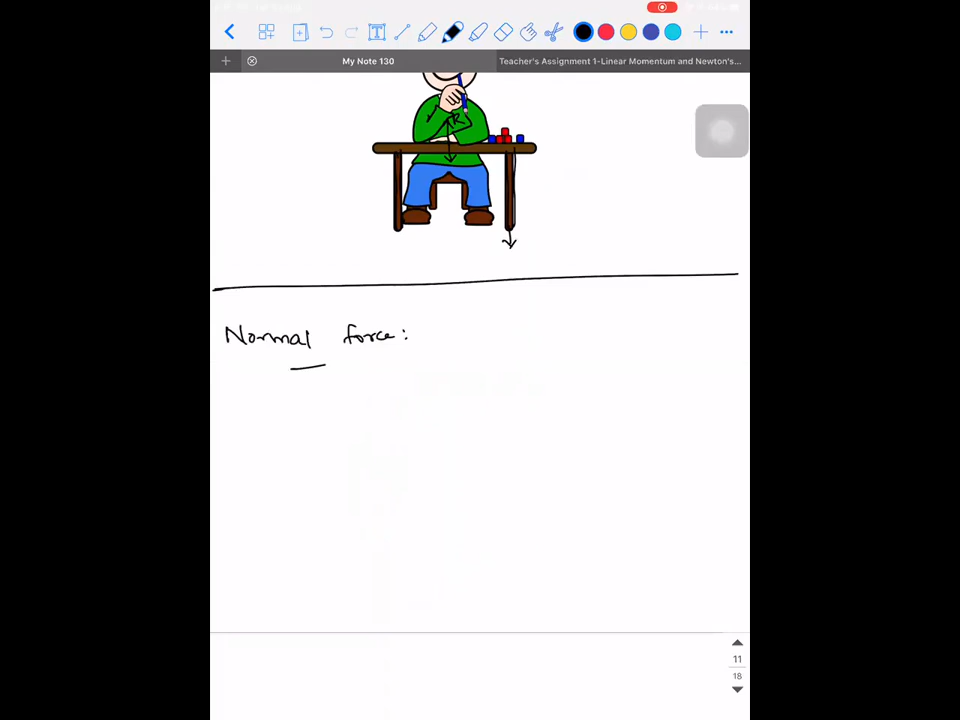 T
My Note 130
Teacher's Assignment 1-Linear Momentum and Newton's...
R
Normal force:
11
18